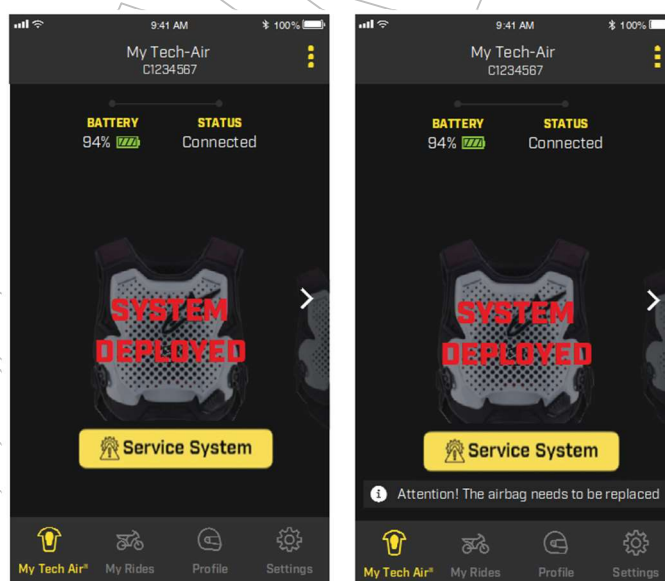 9:41 AM
100%
My Tech-Air
C1234567
BATTERY
STATUS
94%
Connected
SYSTEM
DEPLOYED
Service System
My Tech Air®
My Rides
Profile
Settings
9:41 AM
100%
My Tech-Air
C1234567
BATTERY
STATUS
94%
Connected
SYSTEM
DEPLOYED
Service System
Attention! The airbag needs to be replaced
My Tech Air®
My Rides
Profile
Settings